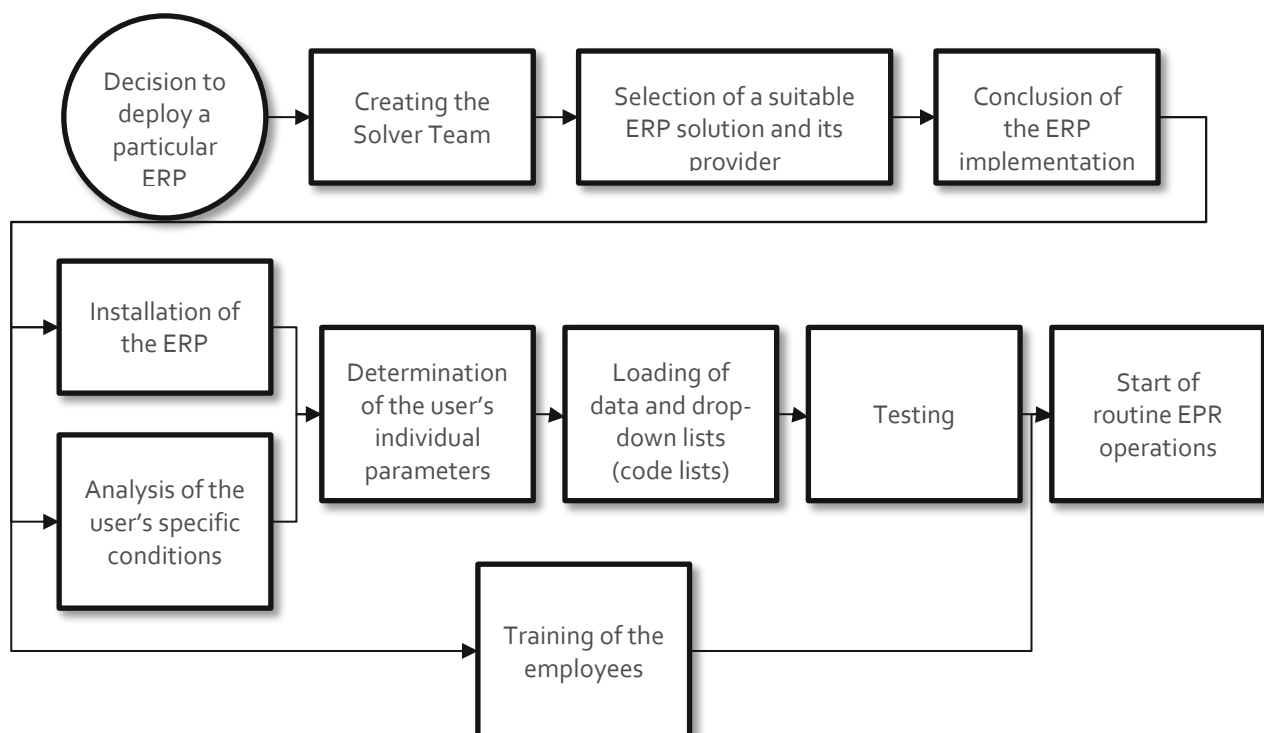 Decision to
deploy a
particular
ERP
Creating the
Solver Team
Selection of a suitable
ERP solution and its
provider
Conclusion of
the ERP
implementation
Installation of
the ERP
Analysis of the
user's specific
conditions
Determination
of the user's
individual
parameters
Loading of
data and drop-
down lists
(code lists)
Testing
Start of
routine EPR
operations
Training of the
employees